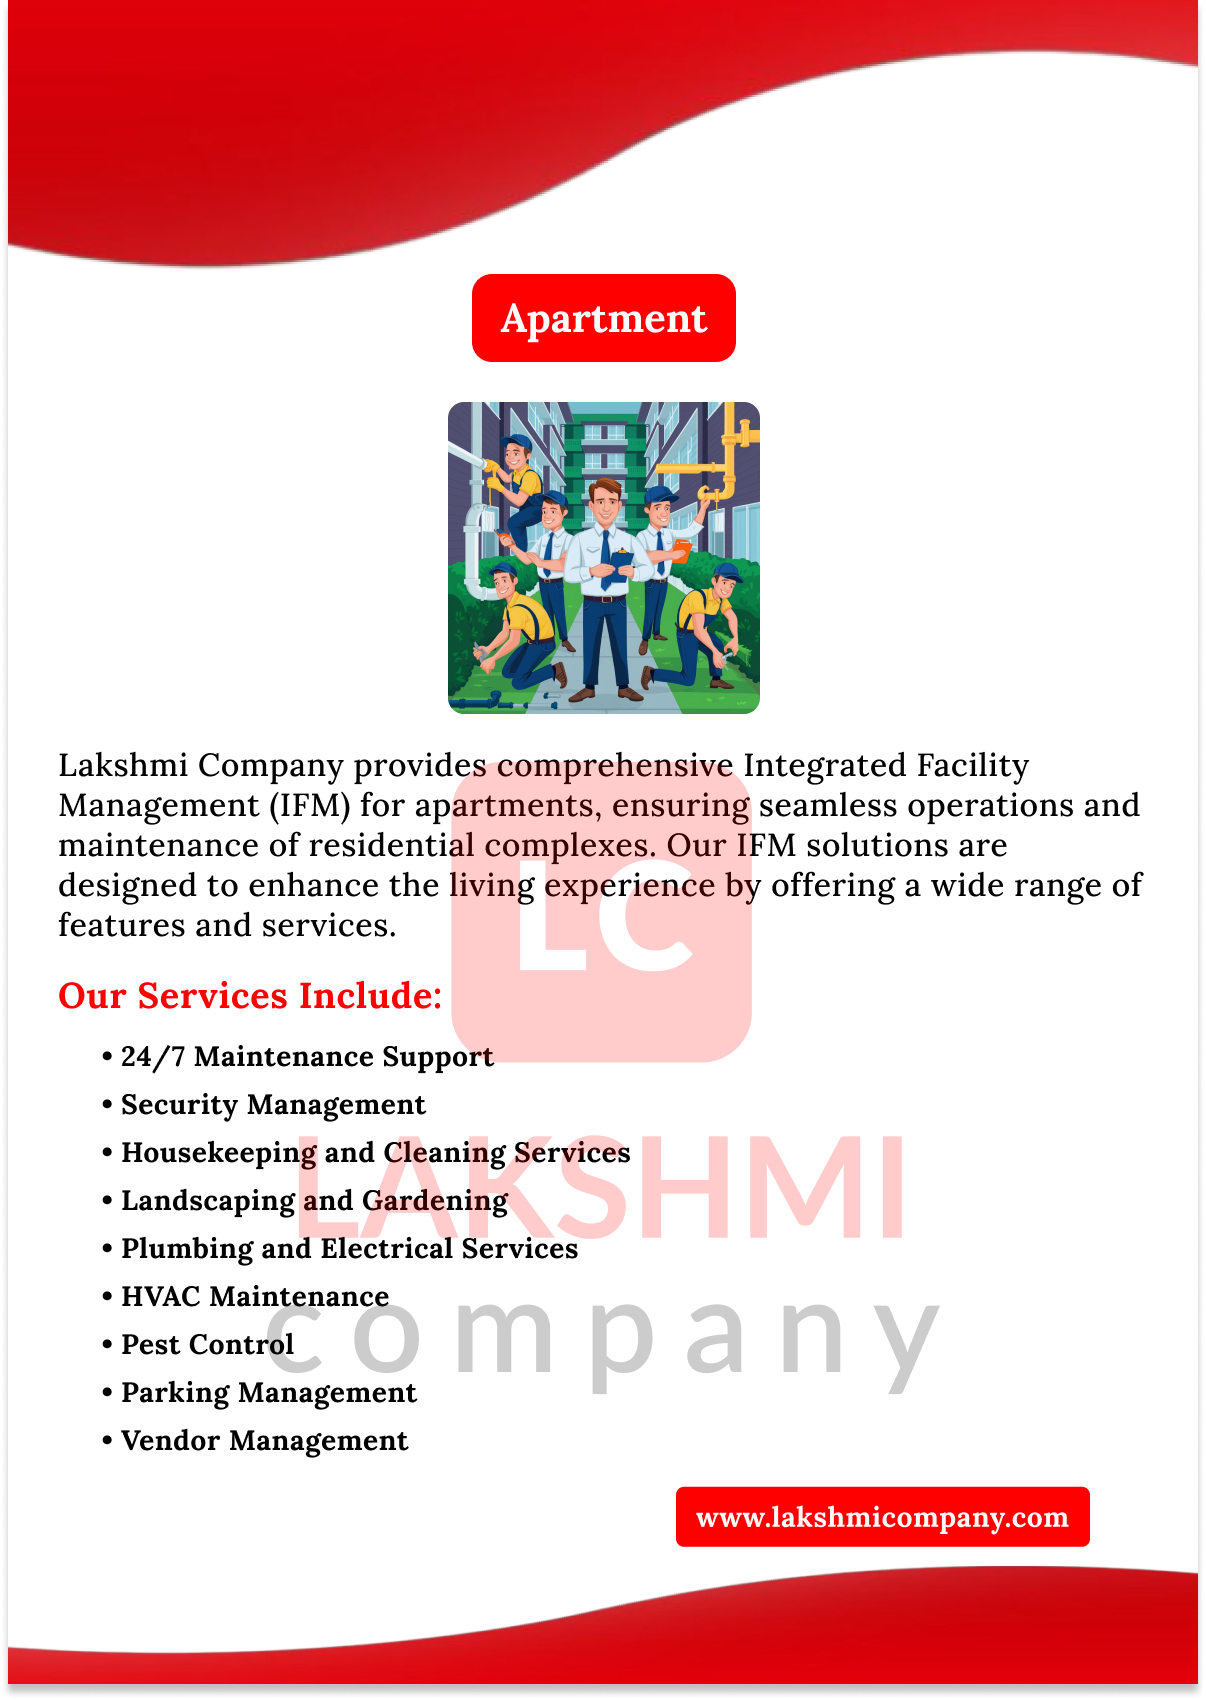 Apartment
Lakshmi Company provides comprehensive Integrated Facility
Management (IFM) for apartments, ensuring seamless operations and
maintenance of residential complexes. Our IFM solutions are
designed to enhance the living experience by offering a wide range of
features and services.
LC
Our Services Include:
• 24/7 Maintenance Support
• Security Management
• Housekeeping and Cleaning Services
LAKSHMI
• Landscaping and Gardening
• Plumbing and Electrical Services
• HVAC Maintenance
company
• Pest Control
• Parking Management
• Vendor Management
www.lakshmicompany.com